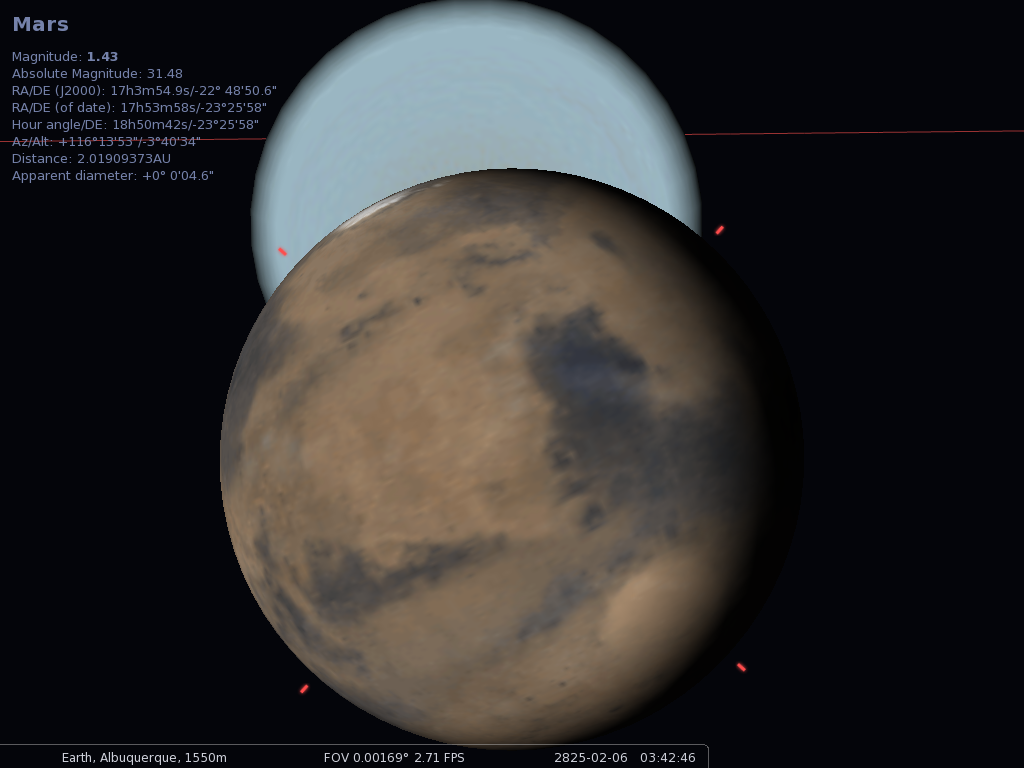 Mars
Magnitude: 1.43
Absolute Magnitude: 31.48
RA/DE (J2000): 17h3m54.9s/-22° 48'50.6"
RA/DE (of date): 17h53m58s/-23°25'58"
Hour angle/DE: 18h50m42s/-23°25'58"
Az/Alt: +116°13'53"/-3°40'34"
Distance: 2.01909373AU
Apparent diameter: +0° 0'04.6"
Earth, Albuquerque, 1550m FOV 0.00169° 2.71 FPS 2825-02-06 03:42:46